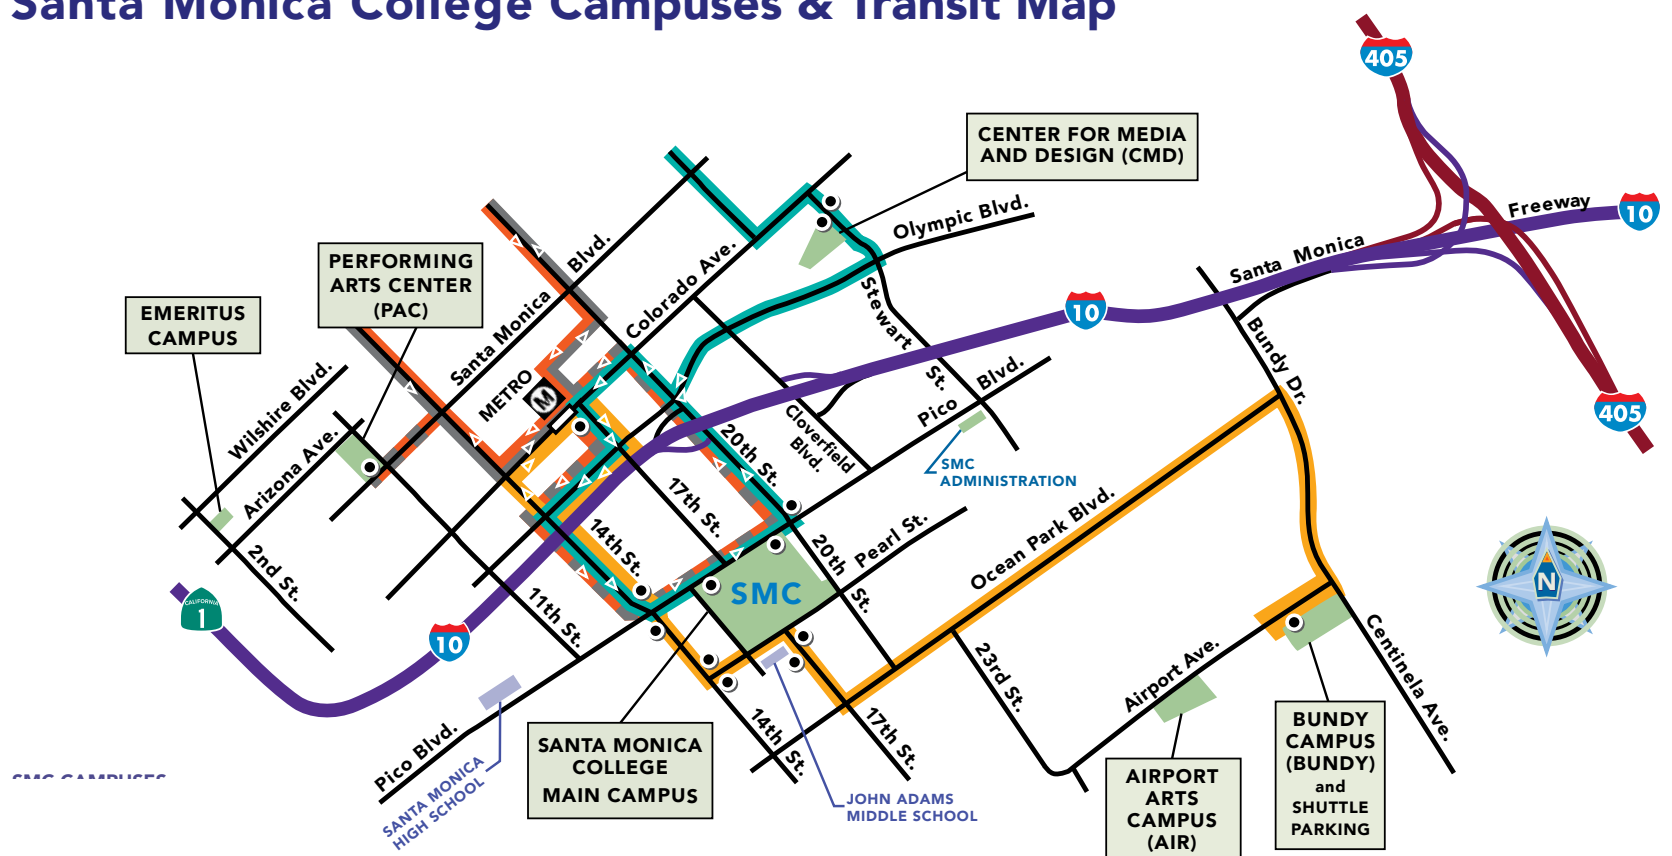 Santa Monica College Campuses & Transit Map
405
CENTER FOR MEDIA
AND DESIGN (CMD)
Freeway
10
Olympic Blvd.
Santa Monica
PERFORMING
ARTS CENTER
(PAC)
Blvd.
Colorado Ave.
EMERITUS
CAMPUS
Santa Monica
Stewart
St.
10
Bundy Dr.
METRO
M
Wilshire Blvd.
Arizona Ave.
Pico
Blvd.
Cloverfield
Blvd.
405
20th St.
SMC
ADMINISTRATION
17th St.
14th St.
20th
St.
Pearl St.
Ocean Park Blvd.
2nd St.
11th St.
SMC
N
CALIFORNIA
1
10
23rd St.
Airport Ave.
Centinela Ave.
Pico Blvd.
SANTA MONICA
HIGH SCHOOL
SANTA MONICA
COLLEGE
MAIN CAMPUS
14th St.
17th St.
JOHN ADAMS
MIDDLE SCHOOL
AIRPORT
ARTS
CAMPUS
(AIR)
BUNDY
CAMPUS
(BUNDY)
and
SHUTTLE
PARKING
SMC CAMPUSES